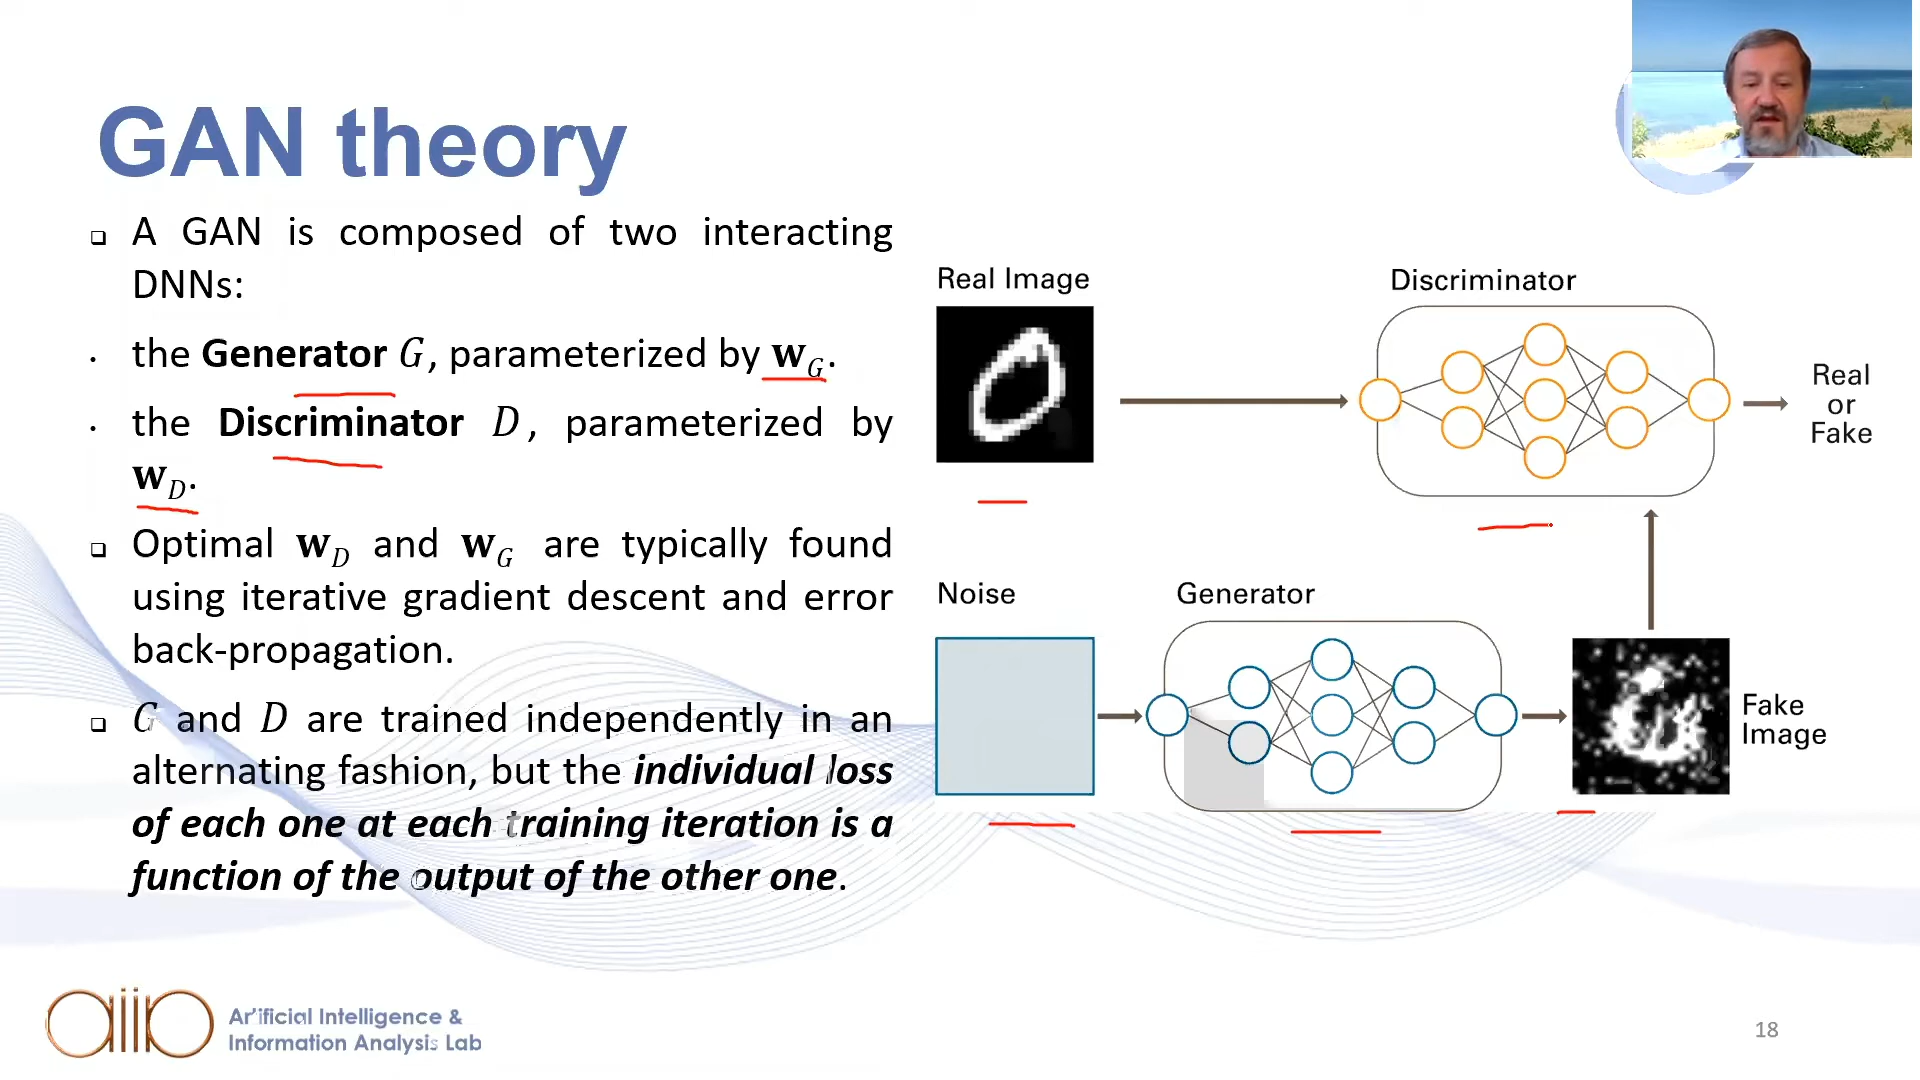 GAN theory
❑ A GAN is composed of two interacting
DNNs:
• the Generator G, parameterized by w_G.
• the Discriminator D, parameterized by
w_D.
❑ Optimal w_D and w_G are typically found
using iterative gradient descent and error
back-propagation.
❑ G and D are trained independently in an
alternating fashion, but the individual loss
of each one at each training iteration is a
function of the output of the other one.
Real Image
Discriminator
Real
or
Fake
Noise
Generator
Fake
Image
aiia
Artificial Intelligence &
Information Analysis Lab
18